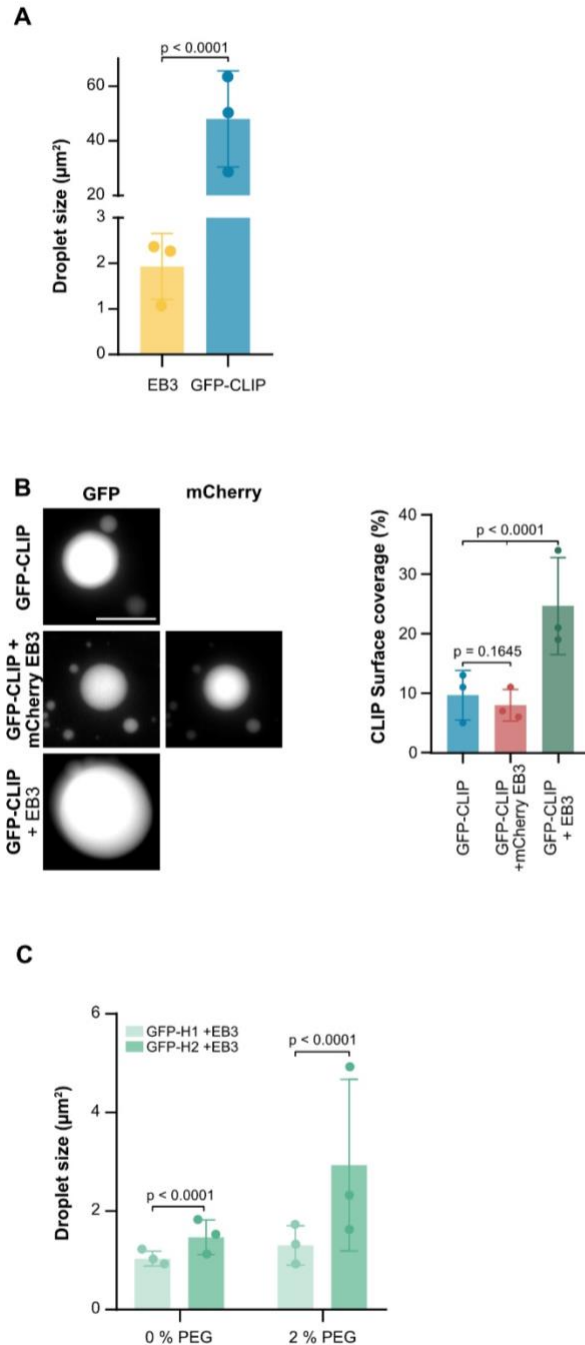 A
p < 0.0001
60
40
20
3
2
1
0
Droplet size (µm²)
EB3 GFP-CLIP
B
GFP mCherry
GFP-CLIP
GFP-CLIP +
mCherry EB3
GFP-CLIP
+ EB3
40
30
20
10
0
CLIP Surface coverage (%)
p < 0.0001
p = 0.1645
GFP-CLIP
GFP-CLIP
+mCherry EB3
GFP-CLIP
+ EB3
C
6
4
2
0
Droplet size (µm²)
GFP-H1 +EB3
GFP-H2 +EB3
p < 0.0001
p < 0.0001
0 % PEG 2 % PEG